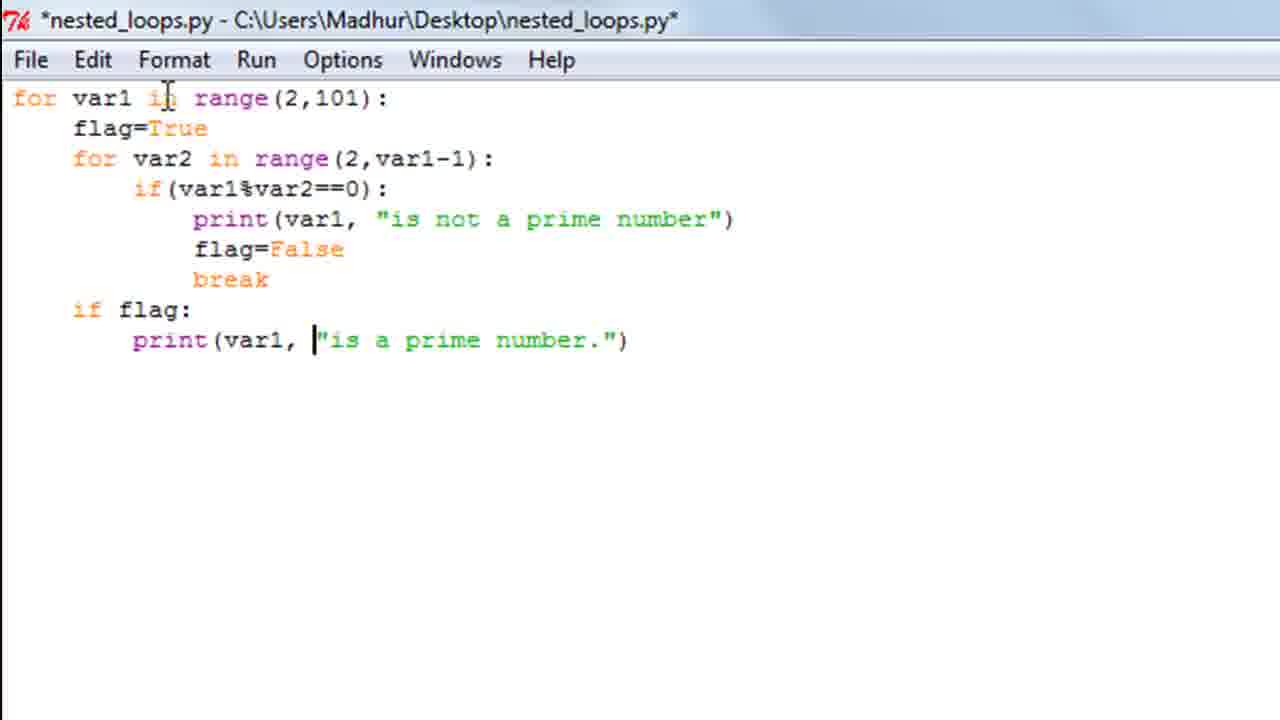 *nested_loops.py - C:\Users\Madhur\Desktop\nested_loops.py*
File Edit Format Run Options Windows Help
for var1 in range(2,101):
    flag=True
    for var2 in range(2,var1-1):
        if(var1%var2==0):
            print(var1, "is not a prime number")
            flag=False
            break
    if flag:
        print(var1, "is a prime number.")